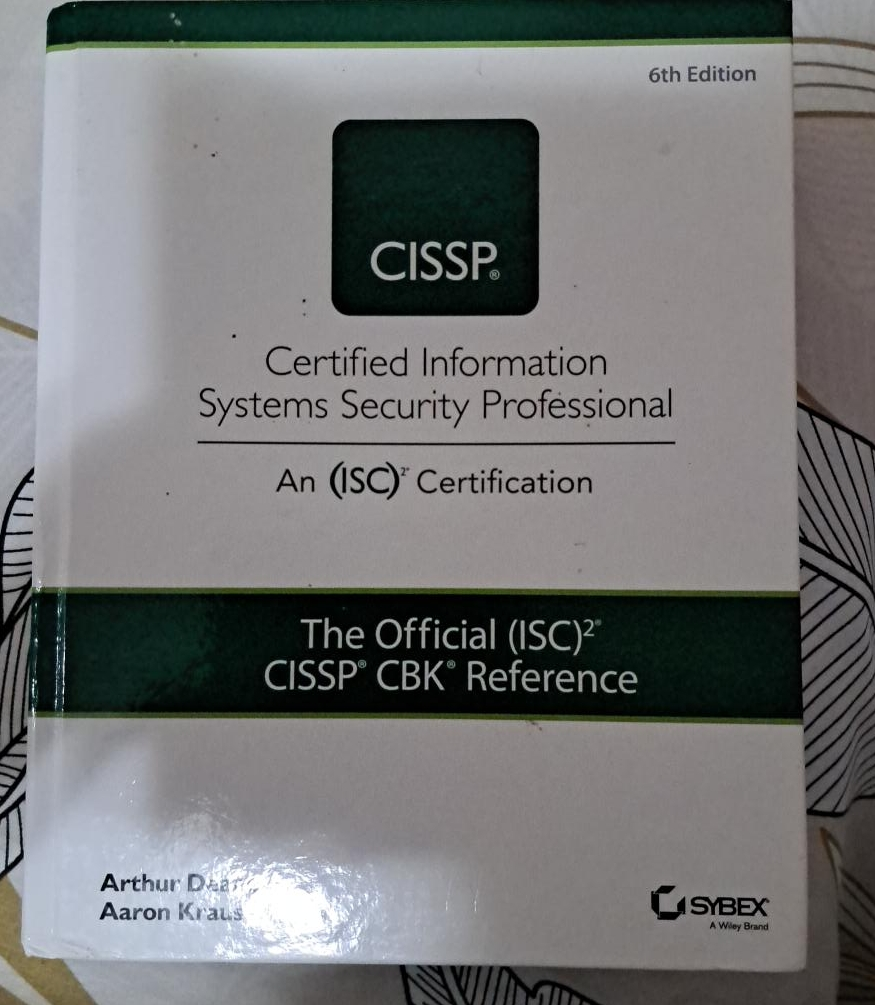 6th Edition
CISSP®
Certified Information
Systems Security Professional
An (ISC)²® Certification
The Official (ISC)²®
CISSP® CBK® Reference
Arthur
Aaron Kraus
SYBEX®
A Wiley Brand